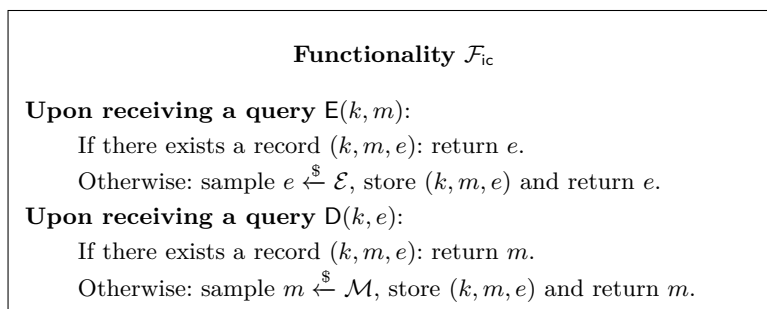 Functionality 𝓕ic
Upon receiving a query E(k, m):
If there exists a record (k, m, e): return e.
Otherwise: sample e ←$ 𝓔, store (k, m, e) and return e.
Upon receiving a query D(k, e):
If there exists a record (k, m, e): return m.
Otherwise: sample m ←$ 𝓜, store (k, m, e) and return m.